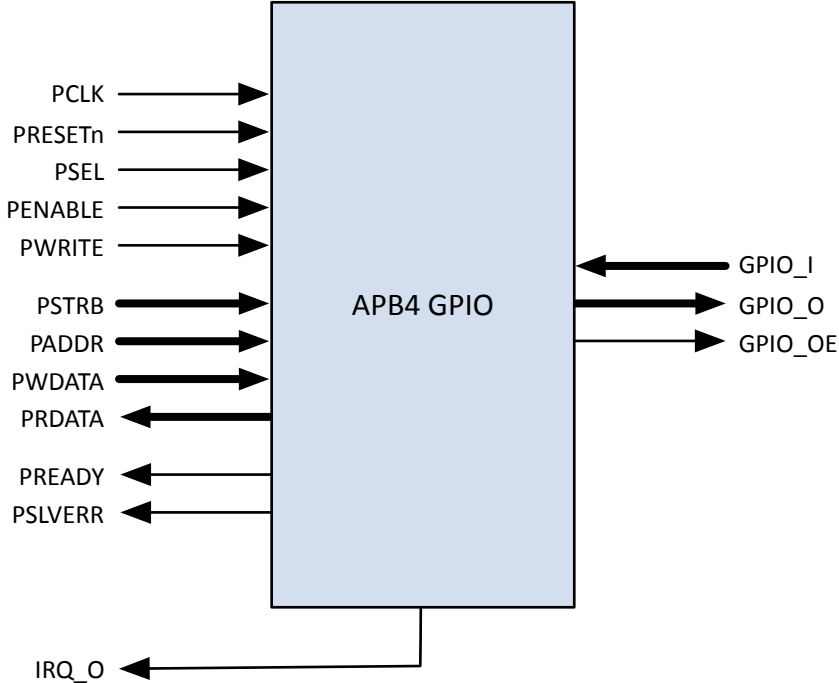 PCLK
PRESETn
PSEL
PENABLE
PWRITE
PSTRB
PADDR
PWDATA
PRDATA
PREADY
PSLVERR
IRQ_O
APB4 GPIO
GPIO_I
GPIO_O
GPIO_OE